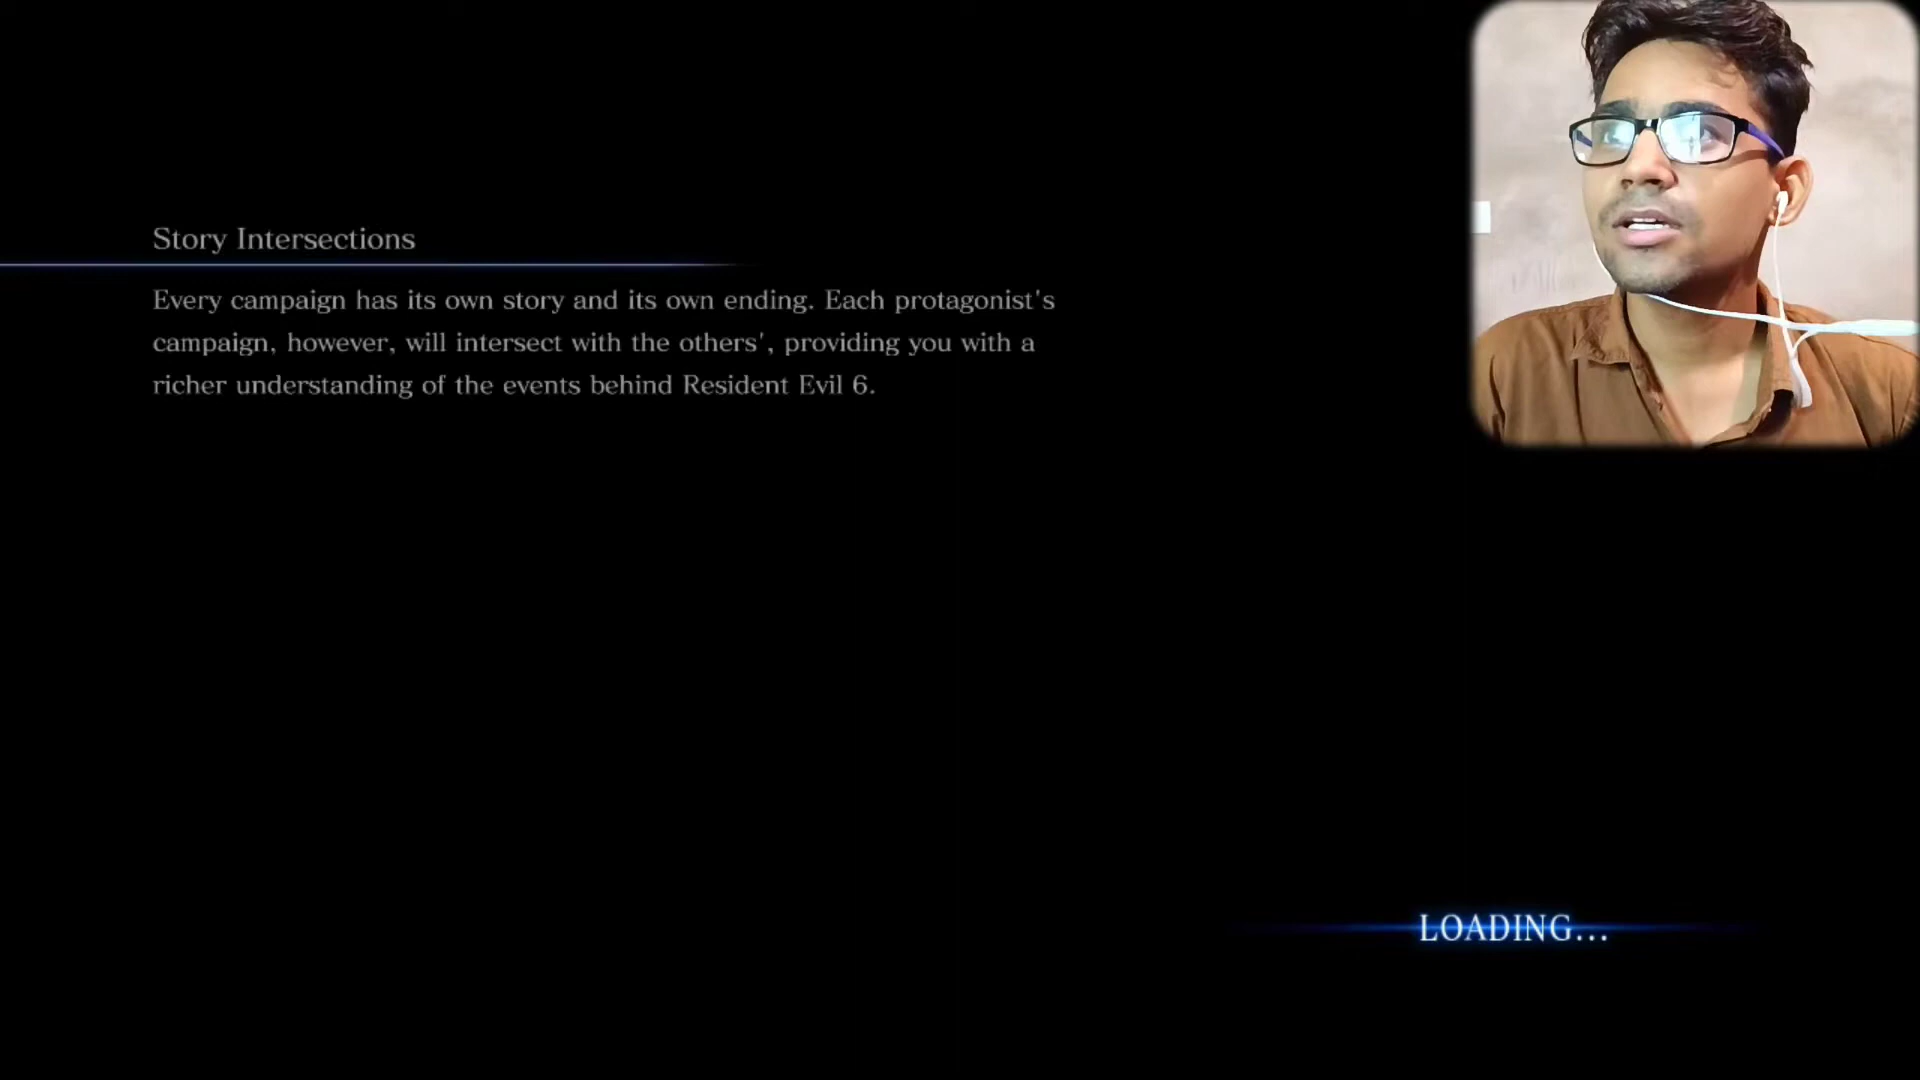 Story Intersections
Every campaign has its own story and its own ending. Each protagonist's
campaign, however, will intersect with the others', providing you with a
richer understanding of the events behind Resident Evil 6.
LOADING...